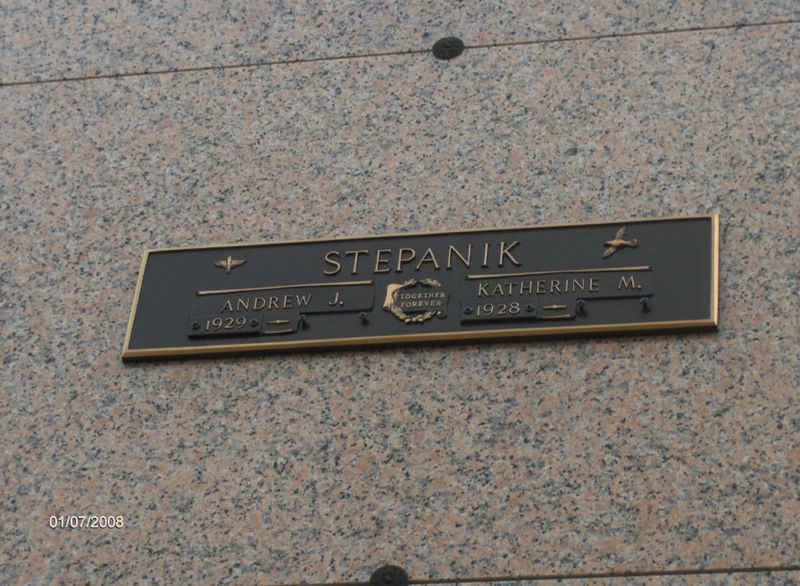 STEPANIK
ANDREW J.
1929
TOGETHER
FOREVER
KATHERINE M.
1928
01/07/2008